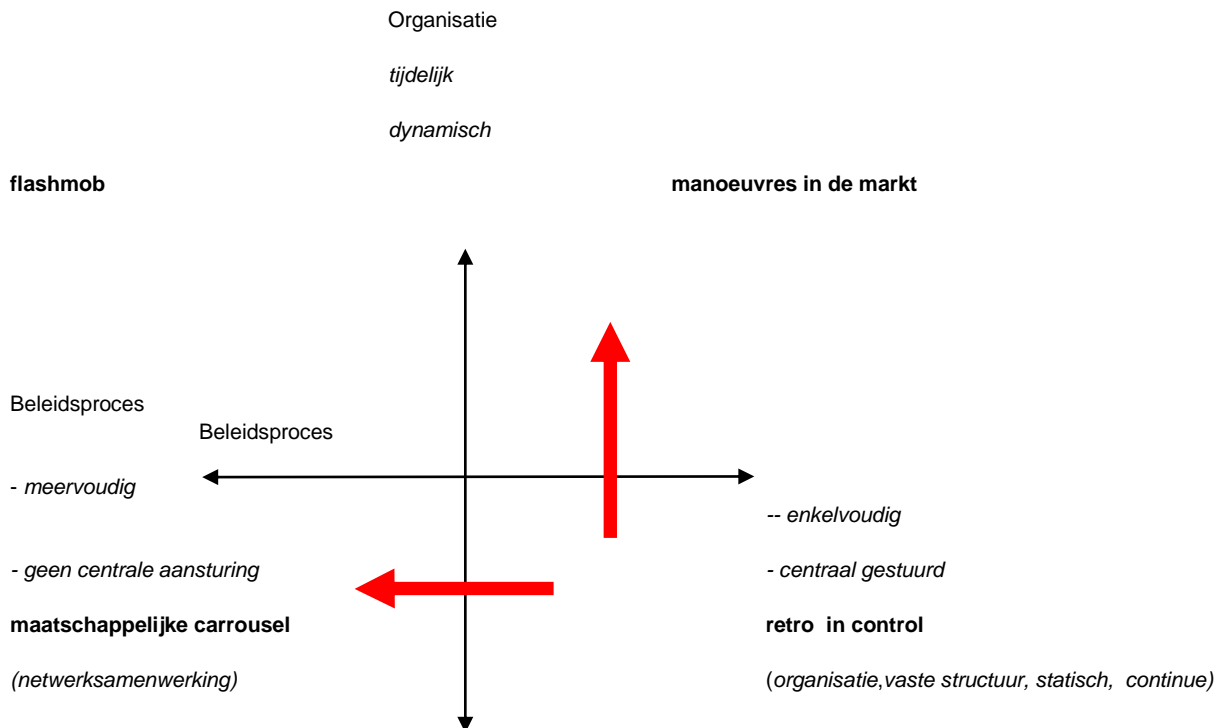 Organisatie
tijdelijk
dynamisch
flashmob manoeuvres in de markt
Beleidsproces
Beleidsproces
- meervoudig
-- enkelvoudig
- geen centrale aansturing - centraal gestuurd
maatschappelijke carrousel retro in control
(netwerksamenwerking) (organisatie,vaste structuur, statisch, continue)